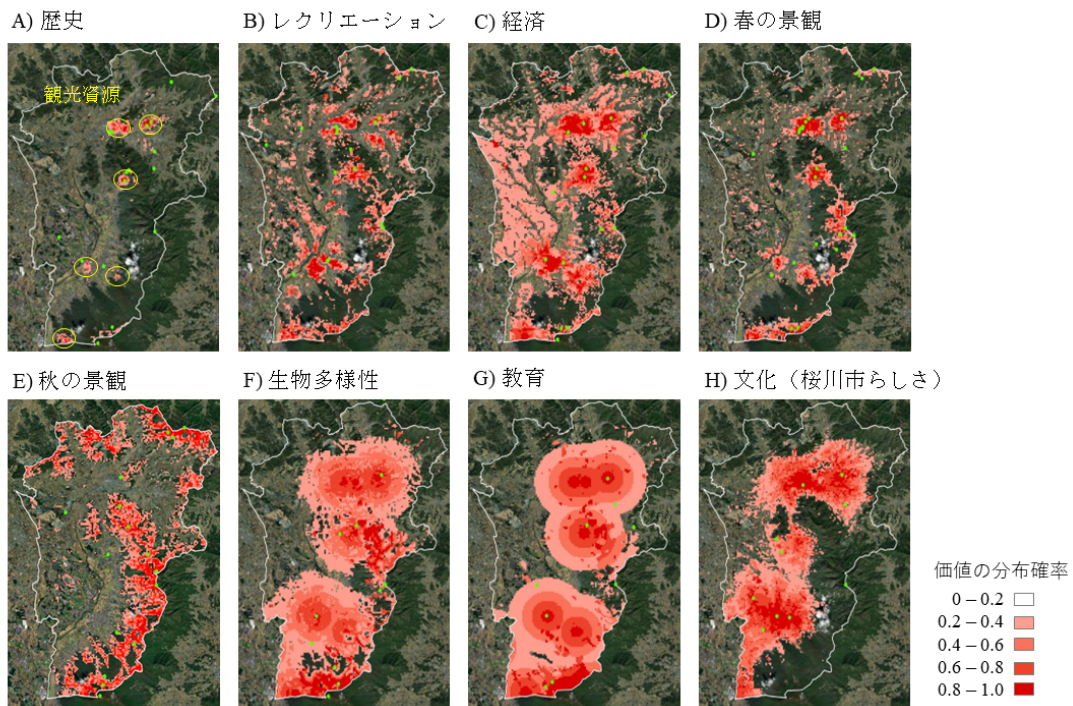 A) 歴史
B) レクリエーション
C) 経済
D) 春の景観
観光資源
E) 秋の景観
F) 生物多様性
G) 教育
H) 文化（桜川市らしさ）
価値の分布確率
0 – 0.2
0.2 – 0.4
0.4 – 0.6
0.6 – 0.8
0.8 – 1.0